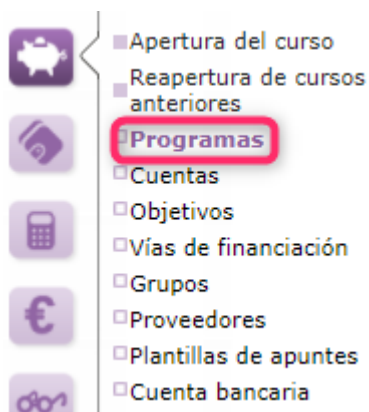 Apertura del curso
Reapertura de cursos
anteriores
Programas
Cuentas
Objetivos
Vías de financiación
Grupos
Proveedores
Plantillas de apuntes
Cuenta bancaria